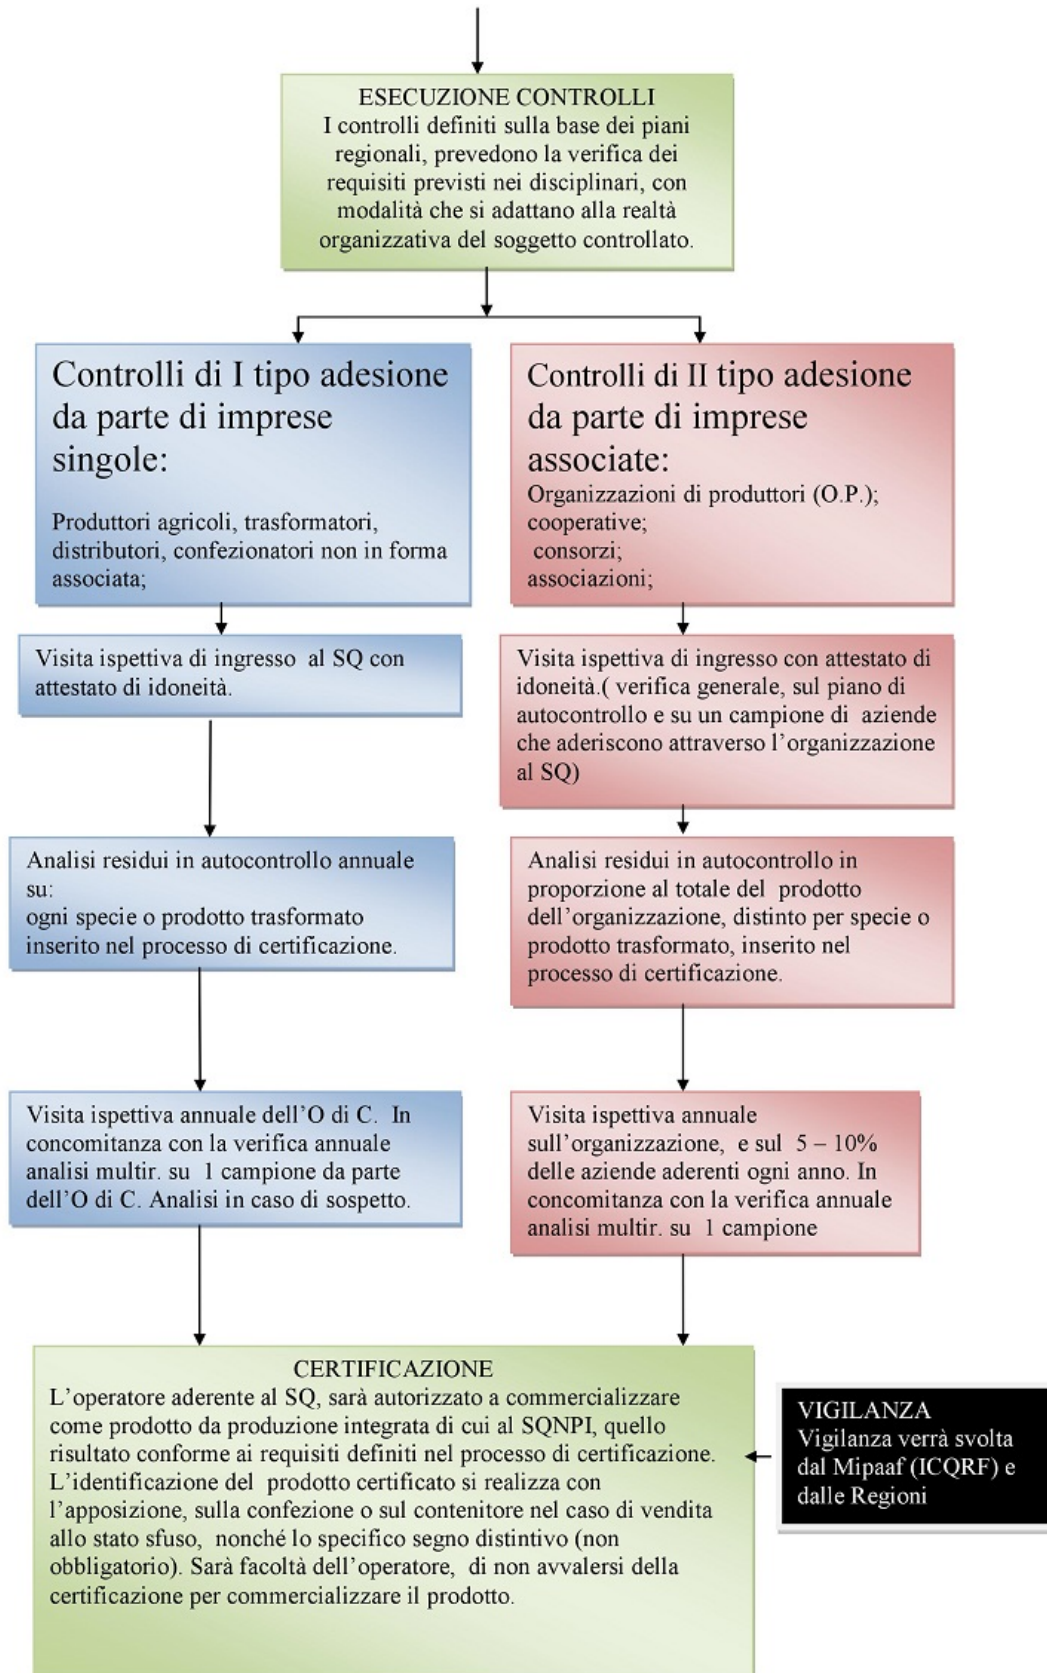 ESECUZIONE CONTROLLI
I controlli definiti sulla base dei piani
regionali, prevedono la verifica dei
requisiti previsti nei disciplinari, con
modalità che si adattano alla realtà
organizzativa del soggetto controllato.
Controlli di I tipo adesione
da parte di imprese
singole:
Produttori agricoli, trasformatori,
distributori, confezionatori non in forma
associata;
Controlli di II tipo adesione
da parte di imprese
associate:
Organizzazioni di produttori (O.P.);
cooperative;
consorzi;
associazioni;
Visita ispettiva di ingresso al SQ con
attestato di idoneità.
Visita ispettiva di ingresso con attestato di
idoneità.( verifica generale, sul piano di
autocontrollo e su un campione di aziende
che aderiscono attraverso l'organizzazione
al SQ)
Analisi residui in autocontrollo annuale
su:
ogni specie o prodotto trasformato
inserito nel processo di certificazione.
Analisi residui in autocontrollo in
proporzione al totale del prodotto
dell'organizzazione, distinto per specie o
prodotto trasformato, inserito nel
processo di certificazione.
Visita ispettiva annuale dell'O di C. In
concomitanza con la verifica annuale
analisi multir. su 1 campione da parte
dell'O di C. Analisi in caso di sospetto.
Visita ispettiva annuale
sull'organizzazione, e sul 5 – 10%
delle aziende aderenti ogni anno. In
concomitanza con la verifica annuale
analisi multir. su 1 campione
CERTIFICAZIONE
L'operatore aderente al SQ, sarà autorizzato a commercializzare
come prodotto da produzione integrata di cui al SQNPI, quello
risultato conforme ai requisiti definiti nel processo di certificazione.
L'identificazione del prodotto certificato si realizza con
l'apposizione, sulla confezione o sul contenitore nel caso di vendita
allo stato sfuso, nonché lo specifico segno distintivo (non
obbligatorio). Sarà facoltà dell'operatore, di non avvalersi della
certificazione per commercializzare il prodotto.
VIGILANZA
Vigilanza verrà svolta
dal Mipaaf (ICQRF) e
dalle Regioni